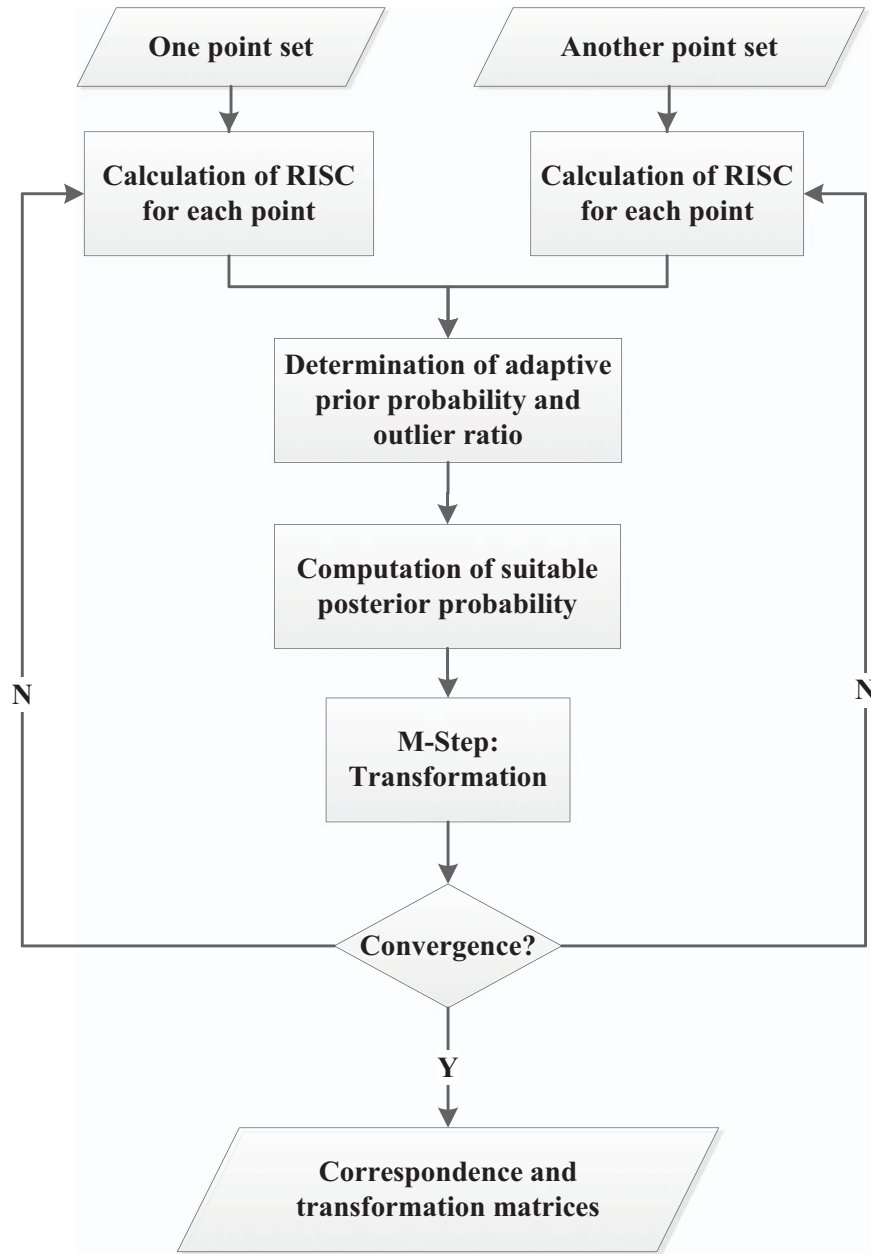 One point set
Another point set
Calculation of RISC
for each point
Calculation of RISC
for each point
Determination of adaptive
prior probability and
outlier ratio
Computation of suitable
posterior probability
N
N
M-Step:
Transformation
Convergence?
Y
Correspondence and
transformation matrices